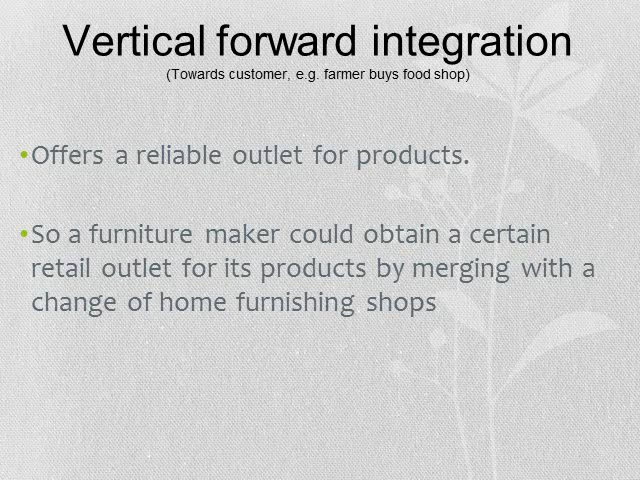 Vertical forward integration
(Towards customer, e.g. farmer buys food shop)
•Offers a reliable outlet for products.
•So a furniture maker could obtain a certain
retail outlet for its products by merging with a
change of home furnishing shops